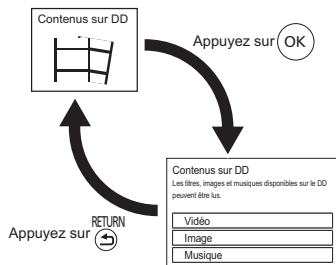 Contenus sur DD
Appuyez sur OK
Contenus sur DD
Les titres, images et musiques disponibles sur le DD
peuvent être lus.
Vidéo
Image
Musique
RETURN
Appuyez sur